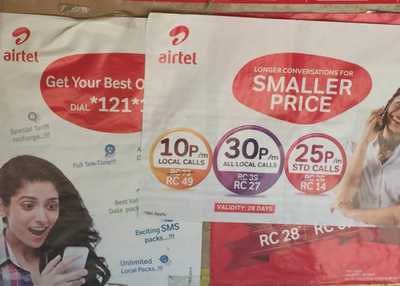 airtel
Get Your Best O
DIAL *121*
Special Tariff
recharge..!!!
Full Talk-Time!!!
Best Val
Data pack
Exciting SMS
packs..!!!
Unlimited
Local Packs..!!!
airtel
LONGER CONVERSATIONS FOR
SMALLER
PRICE
10P/m
LOCAL CALLS
RC 49
30P/m
ALL LOCAL CALLS
RC 39
RC 27
25P/m
STD CALLS
RC 14
VALIDITY: 28 DAYS
RC 28